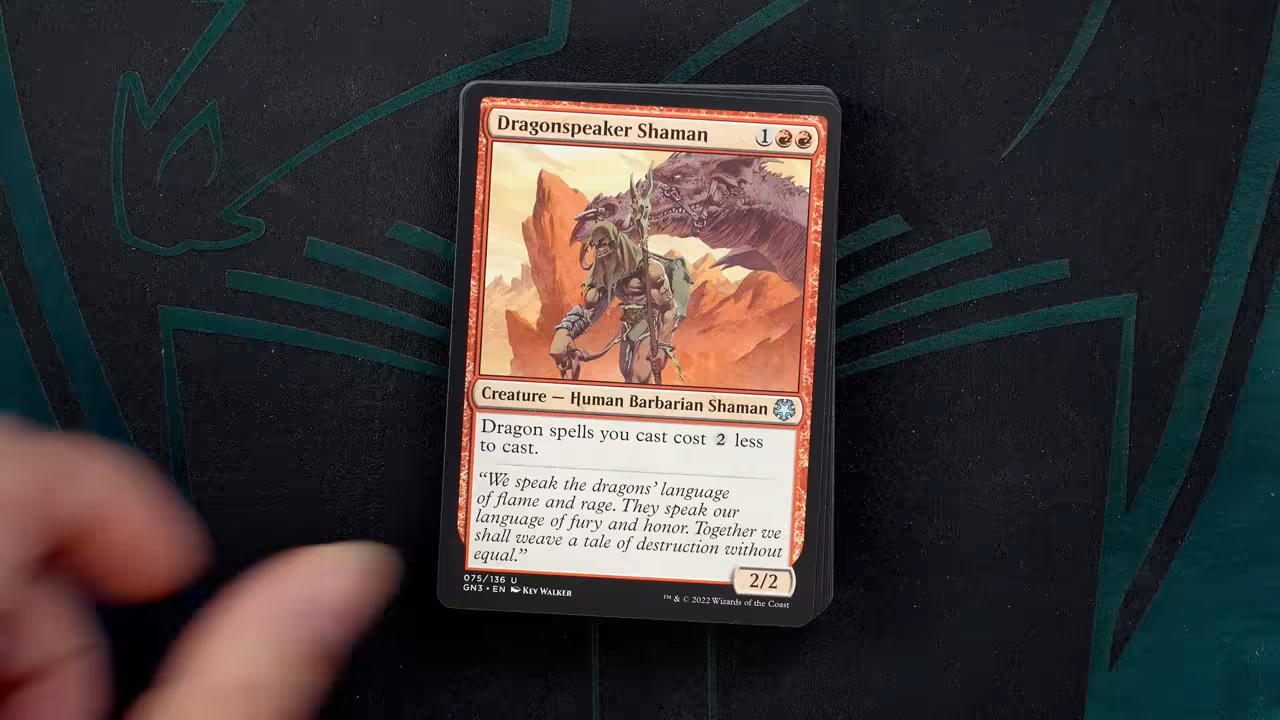 Dragonspeaker Shaman 1
Creature — Human Barbarian Shaman
Dragon spells you cast cost 2 less
to cast.
“We speak the dragons’ language
of flame and rage. They speak our
language of fury and honor. Together we
shall weave a tale of destruction without
equal.”
2/2
075/136 U
GN3 • EN Kev Walker
™ & © 2022 Wizards of the Coast